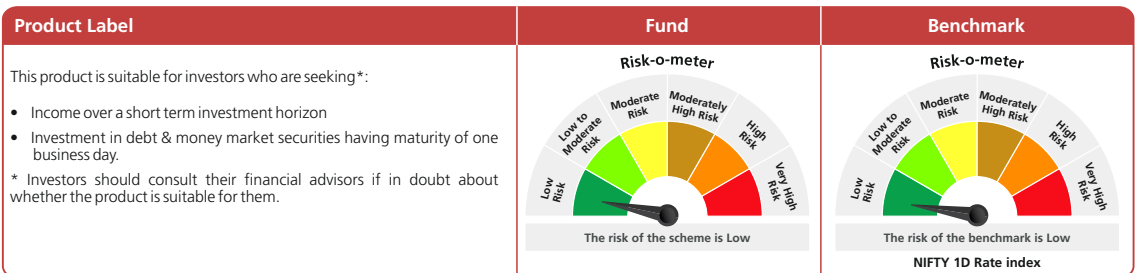 Product Label
Fund
Benchmark
This product is suitable for investors who are seeking*:
• Income over a short term investment horizon
• Investment in debt & money market securities having maturity of one
business day.
* Investors should consult their financial advisors if in doubt about
whether the product is suitable for them.
Risk-o-meter
Low
Risk
Low to
Moderate
Risk
Moderate
Risk
Moderately
High Risk
High
Risk
Very High
Risk
The risk of the scheme is Low
Risk-o-meter
Low
Risk
Low to
Moderate
Risk
Moderate
Risk
Moderately
High Risk
High
Risk
Very High
Risk
The risk of the benchmark is Low
NIFTY 1D Rate index